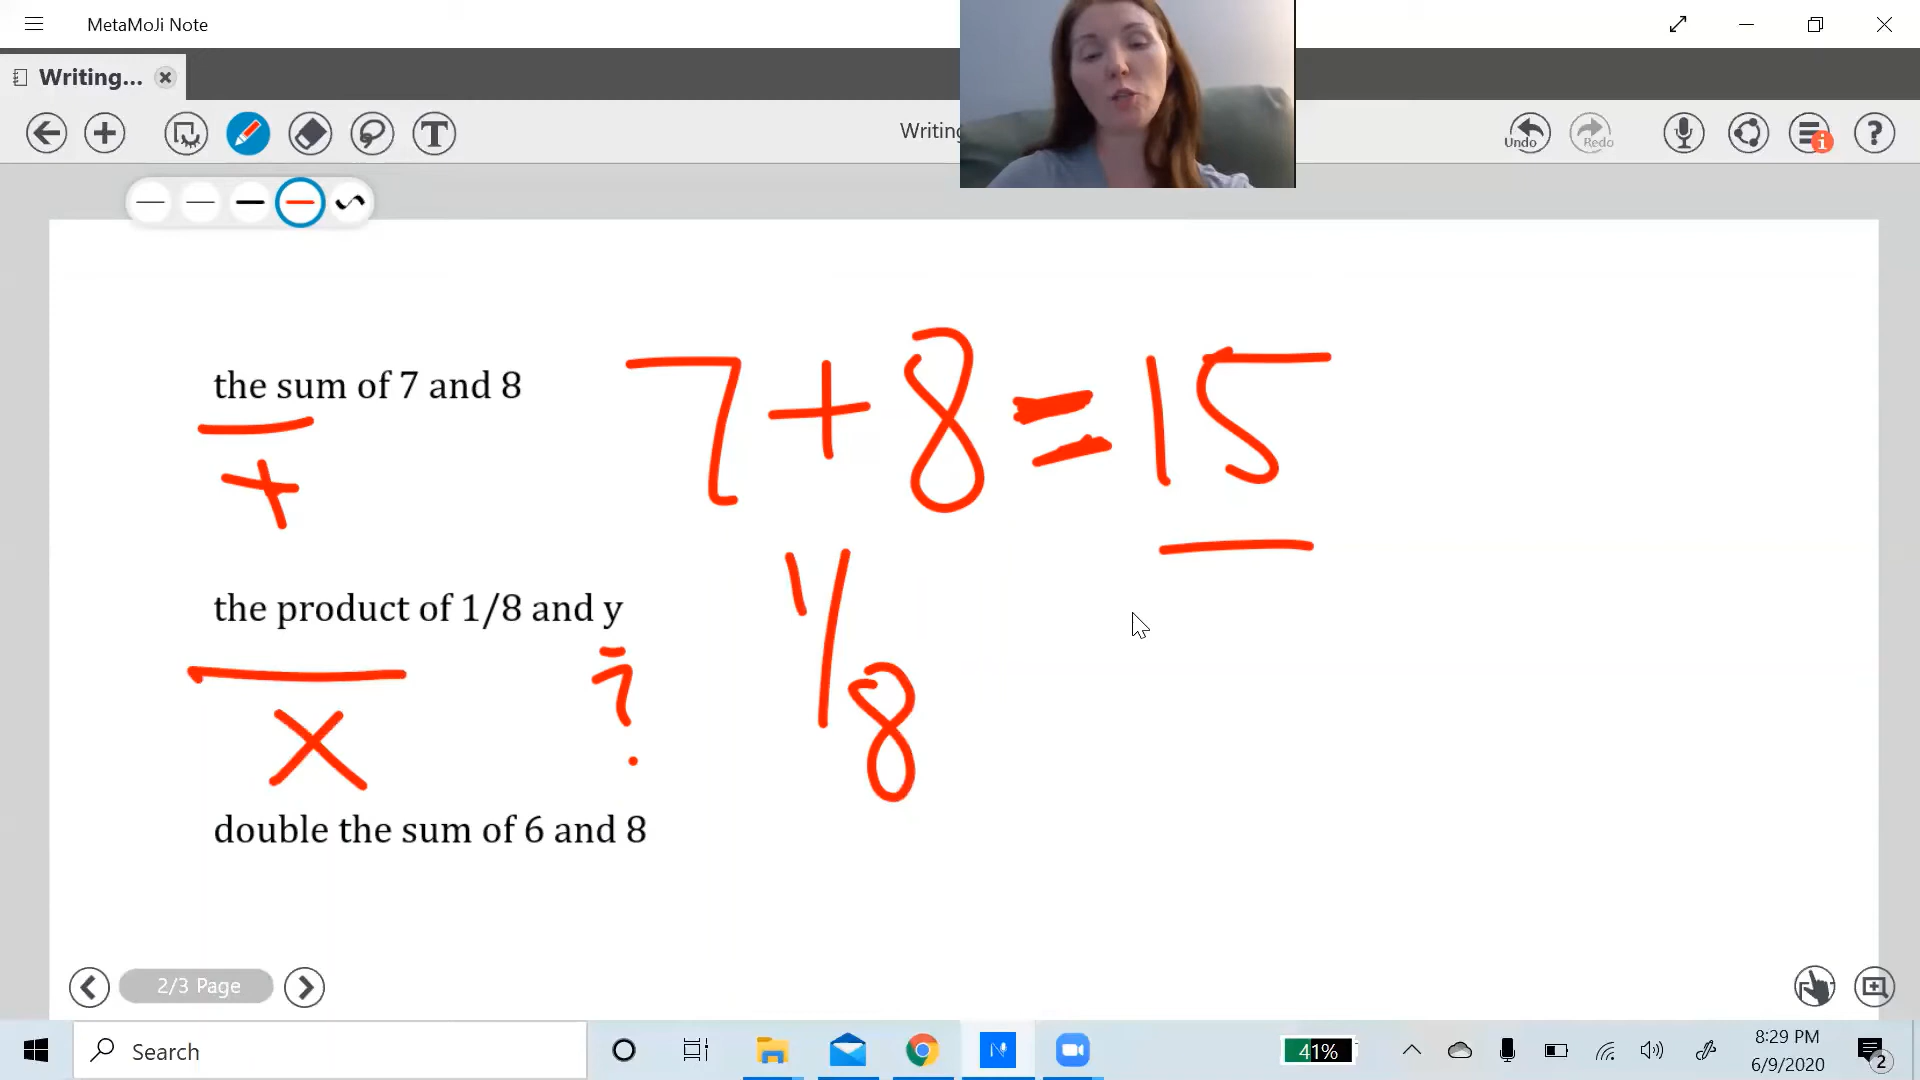 MetaMoJi Note
Writing...
Writing
Undo
Redo
the sum of 7 and 8
+
7+8=15
the product of 1/8 and y
x
?
1/8
double the sum of 6 and 8
2/3 Page
Search
41%
8:29 PM
6/9/2020
2